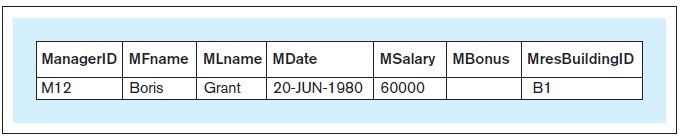 ManagerID MFname MLname MDate MSalary MBonus MresBuildingID
M12 Boris Grant 20-JUN-1980 60000 B1